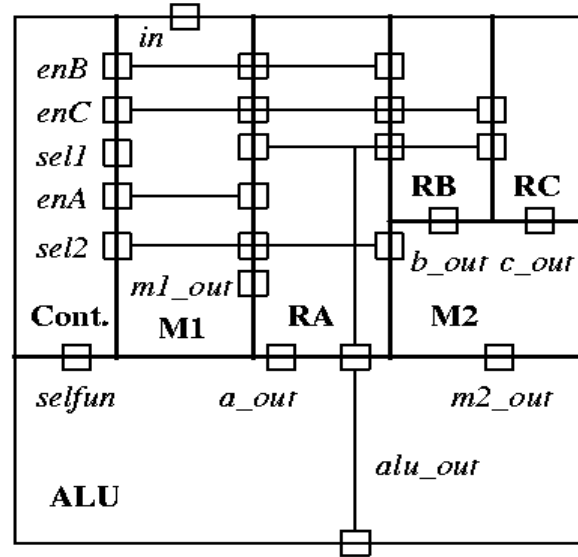 in
enB
enC
sel1
enA
RB RC
sel2
b_out c_out
m1_out
Cont. M1 RA M2
selfun a_out m2_out
alu_out
ALU